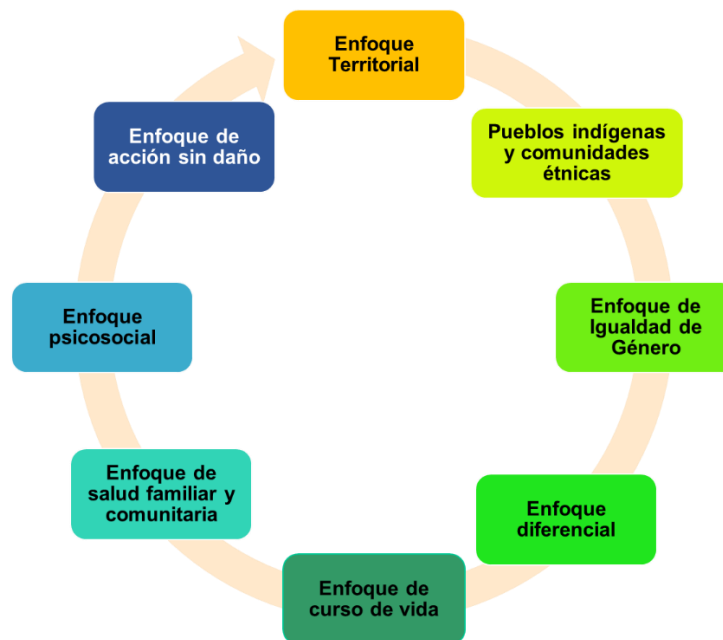 Enfoque
Territorial
Pueblos indígenas
y comunidades
étnicas
Enfoque de
Igualdad de
Género
Enfoque
diferencial
Enfoque de
curso de vida
Enfoque de
salud familiar y
comunitaria
Enfoque
psicosocial
Enfoque de
acción sin daño